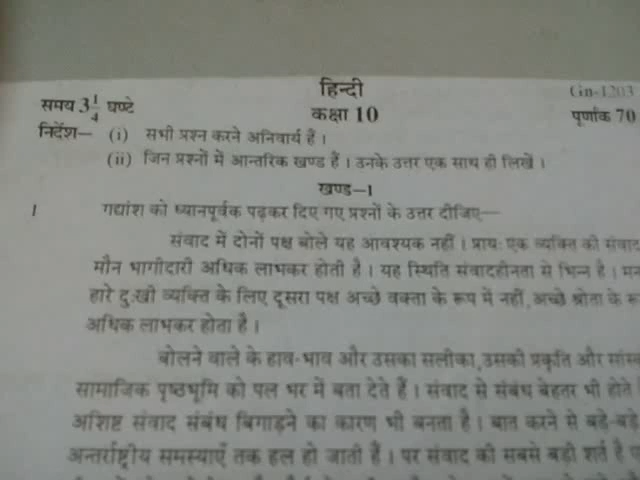 हिन्दी
Gn-1203
समय 3 1/4 घण्टे
कक्षा 10
पूर्णांक 70
निर्देश– (i) सभी प्रश्न करने अनिवार्य हैं ।
(ii) जिन प्रश्नों में आन्तरिक खण्ड हैं । उनके उत्तर एक साथ ही लिखें ।
खण्ड–1
1 गद्यांश को ध्यानपूर्वक पढ़कर दिए गए प्रश्नों के उत्तर दीजिए–
संवाद में दोनों पक्ष बोले यह आवश्यक नहीं । प्रायः एक व्यक्ति की संवाद
मौन भागीदारी अधिक लाभकर होती है । यह स्थिति संवादहीनता से भिन्न है । मन
हारे दुःखी व्यक्ति के लिए दूसरा पक्ष अच्छे वक्ता के रूप में नहीं, अच्छे श्रोता के
अधिक लाभकर होता है ।
बोलने वाले के हाव-भाव और उसका सलीका, उसकी प्रकृति और
सामाजिक पृष्ठभूमि को पल भर में बता देते हैं । संवाद से संबंध बेहतर भी होते
अशिष्ट संवाद संबंध बिगाड़ने का कारण भी बनता है । बात करने से बड़े-बड़े
अन्तर्राष्ट्रीय समस्याएँ तक हल हो जाती हैं । पर संवाद की सबसे बड़ी शर्त है